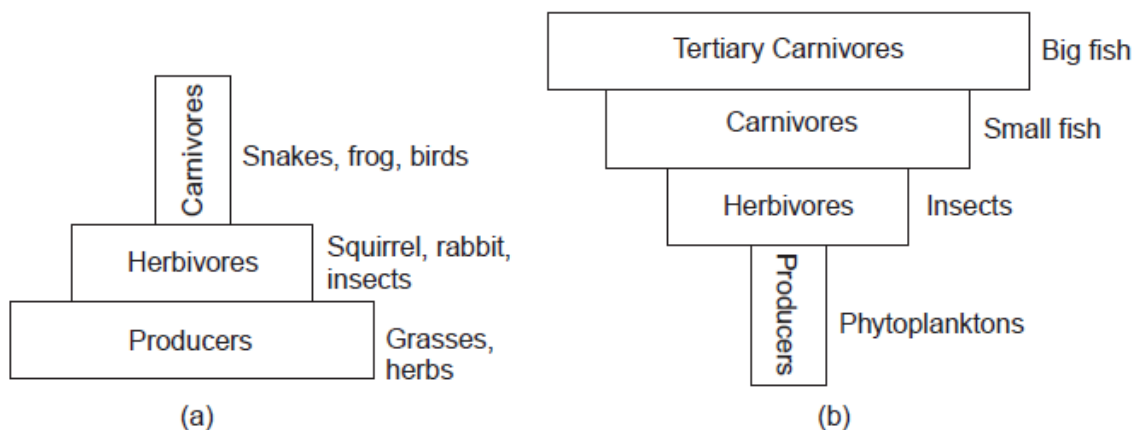 Carnivores
Snakes, frog, birds
Herbivores
Squirrel, rabbit,
insects
Producers
Grasses,
herbs
(a)
Tertiary Carnivores
Big fish
Carnivores
Small fish
Herbivores
Insects
Producers
Phytoplanktons
(b)